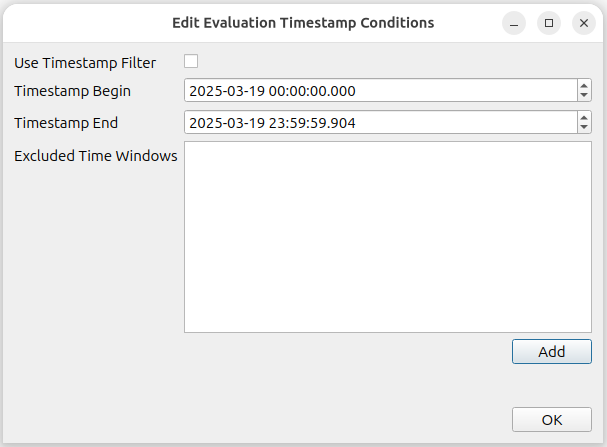 Edit Evaluation Timestamp Conditions
Use Timestamp Filter
Timestamp Begin 2025-03-19 00:00:00.000
Timestamp End 2025-03-19 23:59:59.904
Excluded Time Windows
Add
OK